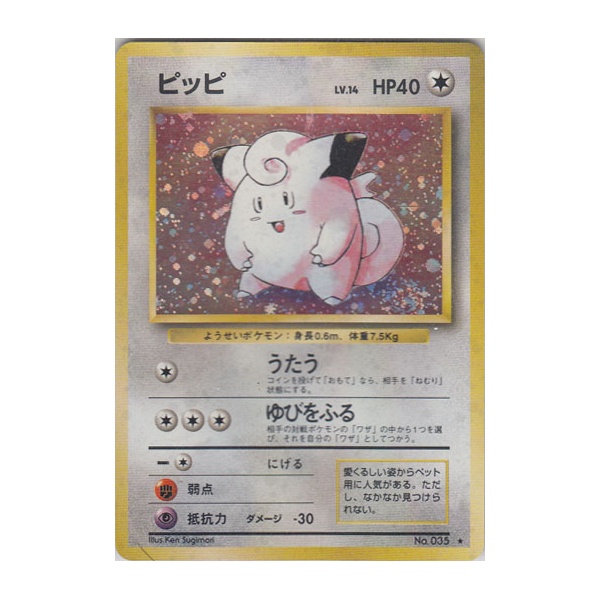 ピッピ LV.14 HP40
ようせいポケモン：身長0.6m、体重7.5Kg
うたう
コインを投げて「おもて」なら、相手を「ねむり」
状態にする。
ゆびをふる
相手の対戦ポケモンの「ワザ」の中から1つを選
び、それを自分の「ワザ」としてつかう。
にげる
弱点
抵抗力 ダメージ -30
愛くるしい姿からペット
用に人気がある。ただ
し、なかなか見つけら
れない。
Illus.Ken Sugimori
No.035 ★